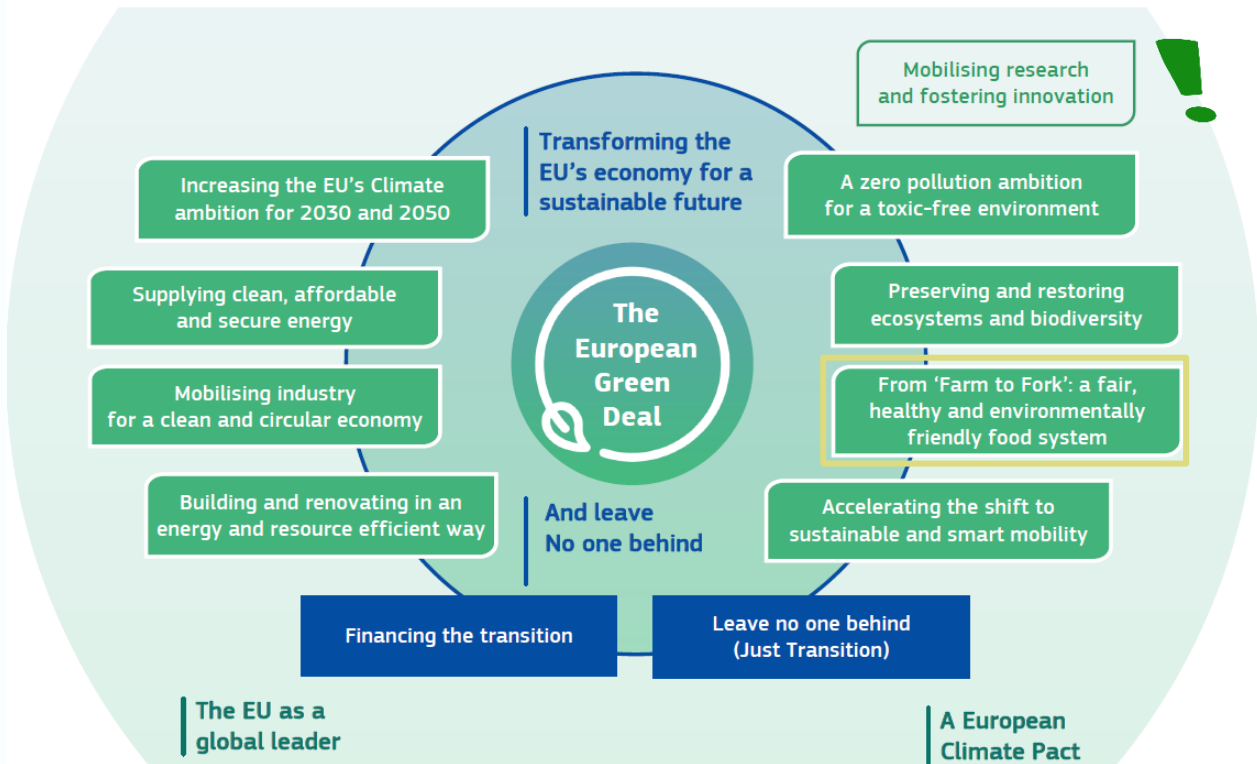 Mobilising research
and fostering innovation
Transforming the
EU's economy for a
sustainable future
Increasing the EU's Climate
ambition for 2030 and 2050
A zero pollution ambition
for a toxic-free environment
Supplying clean, affordable
and secure energy
Preserving and restoring
ecosystems and biodiversity
The
European
Green
Deal
Mobilising industry
for a clean and circular economy
From ‘Farm to Fork’: a fair,
healthy and environmentally
friendly food system
Building and renovating in an
energy and resource efficient way
And leave
No one behind
Accelerating the shift to
sustainable and smart mobility
Financing the transition
Leave no one behind
(Just Transition)
The EU as a
global leader
A European
Climate Pact